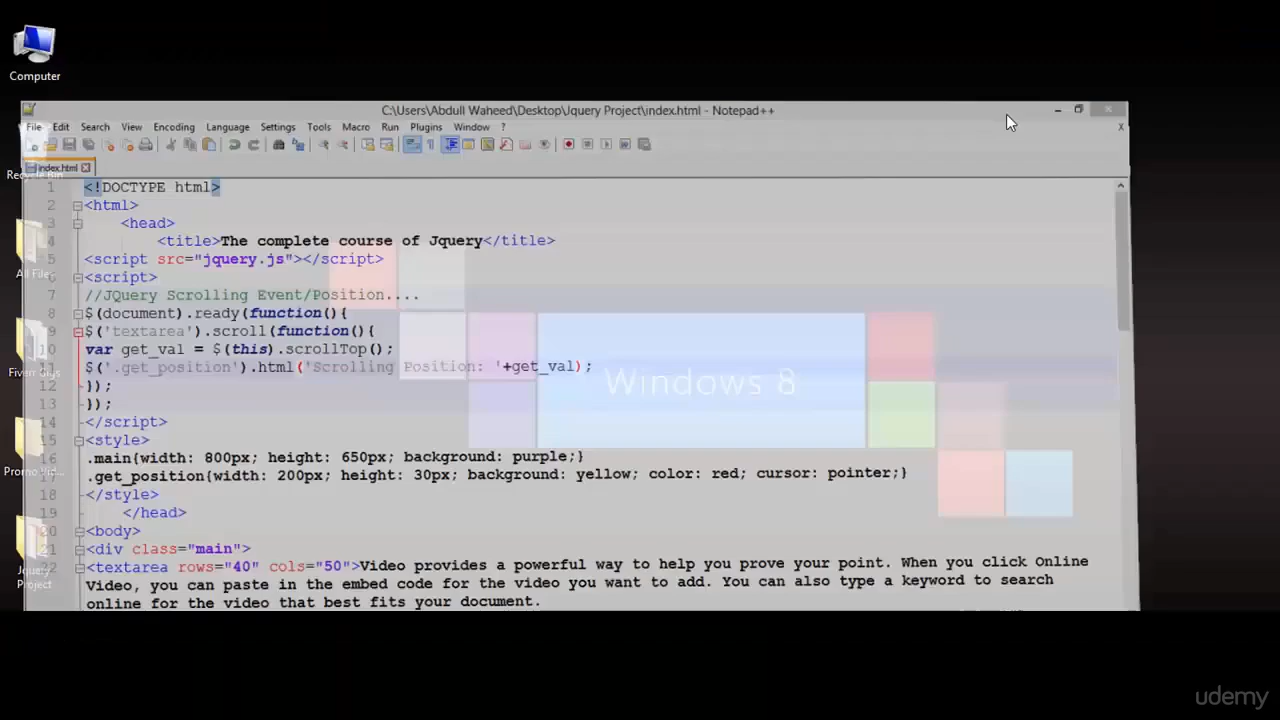 Computer
C:\Users\Abdull Waheed\Desktop\Jquery Project\index.html - Notepad++
File Edit Search View Encoding Language Settings Tools Macro Run Plugins Window ? X
index.html
Recycle Bin
1 <!DOCTYPE html>
2 <html>
3 <head>
4 <title>The complete course of Jquery</title>
5 <script src="jquery.js"></script>
All Files
6 <script>
7 //JQuery Scrolling Event/Position....
8 $(document).ready(function(){
9 $('textarea').scroll(function(){
10 var get_val = $(this).scrollTop();
11 $('.get_position').html('Scrolling Position: '+get_val);
12 });
13 });
Windows 8
14 </script>
15 <style>
16 .main{width: 800px; height: 650px; background: purple;}
17 .get_position{width: 200px; height: 30px; background: yellow; color: red; cursor: pointer;}
18 </style>
19 </head>
20 <body>
21 <div class="main">
22 <textarea rows="40" cols="50">Video provides a powerful way to help you prove your point. When you click Online
Video, you can paste in the embed code for the video you want to add. You can also type a keyword to search
online for the video that best fits your document.
Jquery
Project
udemy